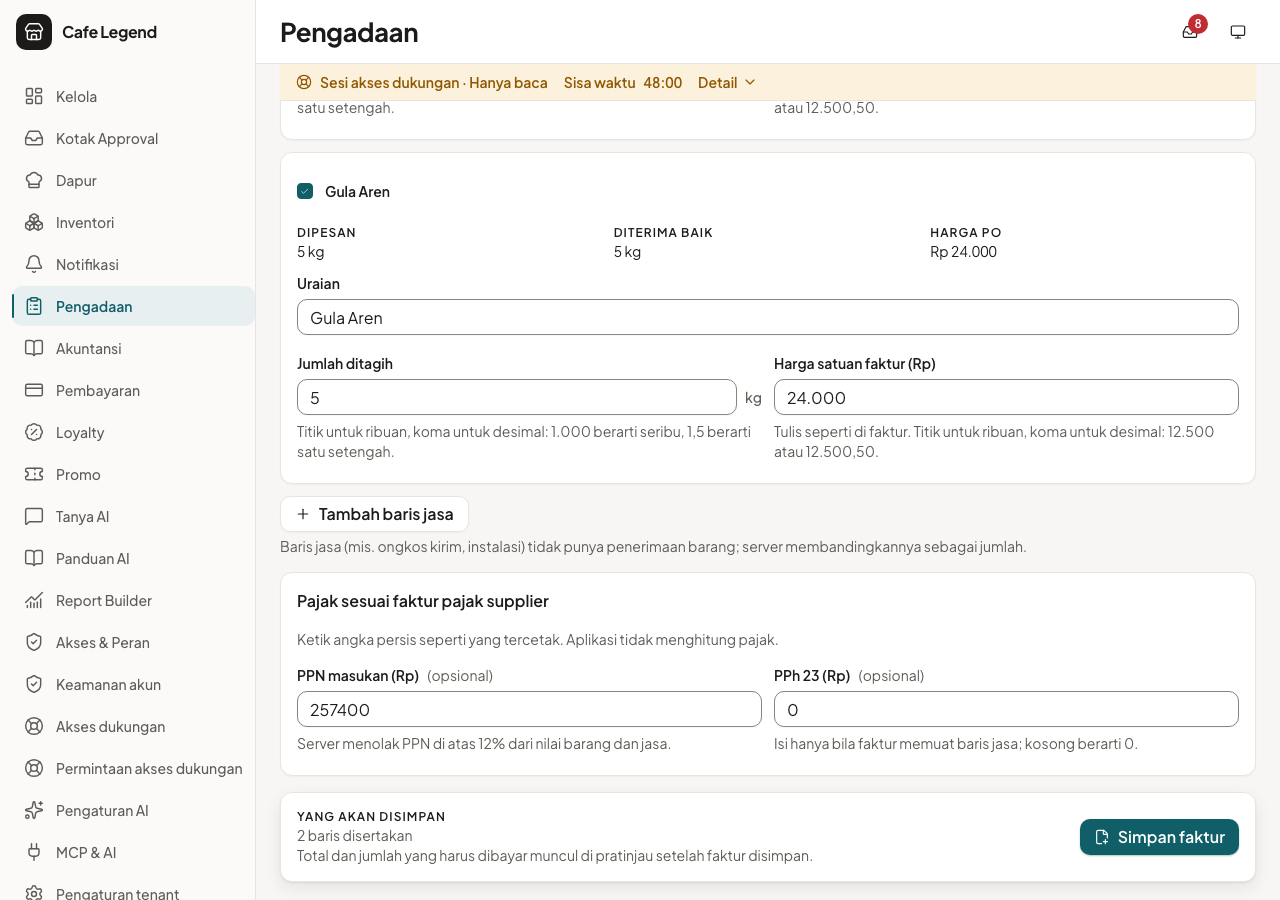 Cafe Legend
Pengadaan
8
Kelola
Kotak Approval
Dapur
Inventori
Notifikasi
Pengadaan
Akuntansi
Pembayaran
Loyalty
Promo
Tanya AI
Panduan AI
Report Builder
Akses & Peran
Keamanan akun
Akses dukungan
Permintaan akses dukungan
Pengaturan AI
MCP & AI
Pengaturan tenant
Sesi akses dukungan · Hanya baca Sisa waktu 48:00 Detail
satu setengah. atau 12.500,50.
Gula Aren
DIPESAN DITERIMA BAIK HARGA PO
5 kg 5 kg Rp 24.000
Uraian
Gula Aren
Jumlah ditagih Harga satuan faktur (Rp)
5 kg 24.000
Titik untuk ribuan, koma untuk desimal: 1.000 berarti seribu, 1,5 berarti Tulis seperti di faktur. Titik untuk ribuan, koma untuk desimal: 12.500
satu setengah. atau 12.500,50.
Tambah baris jasa
Baris jasa (mis. ongkos kirim, instalasi) tidak punya penerimaan barang; server membandingkannya sebagai jumlah.
Pajak sesuai faktur pajak supplier
Ketik angka persis seperti yang tercetak. Aplikasi tidak menghitung pajak.
PPN masukan (Rp) (opsional) PPh 23 (Rp) (opsional)
257400 0
Server menolak PPN di atas 12% dari nilai barang dan jasa. Isi hanya bila faktur memuat baris jasa; kosong berarti 0.
YANG AKAN DISIMPAN
2 baris disertakan
Total dan jumlah yang harus dibayar muncul di pratinjau setelah faktur disimpan.
Simpan faktur